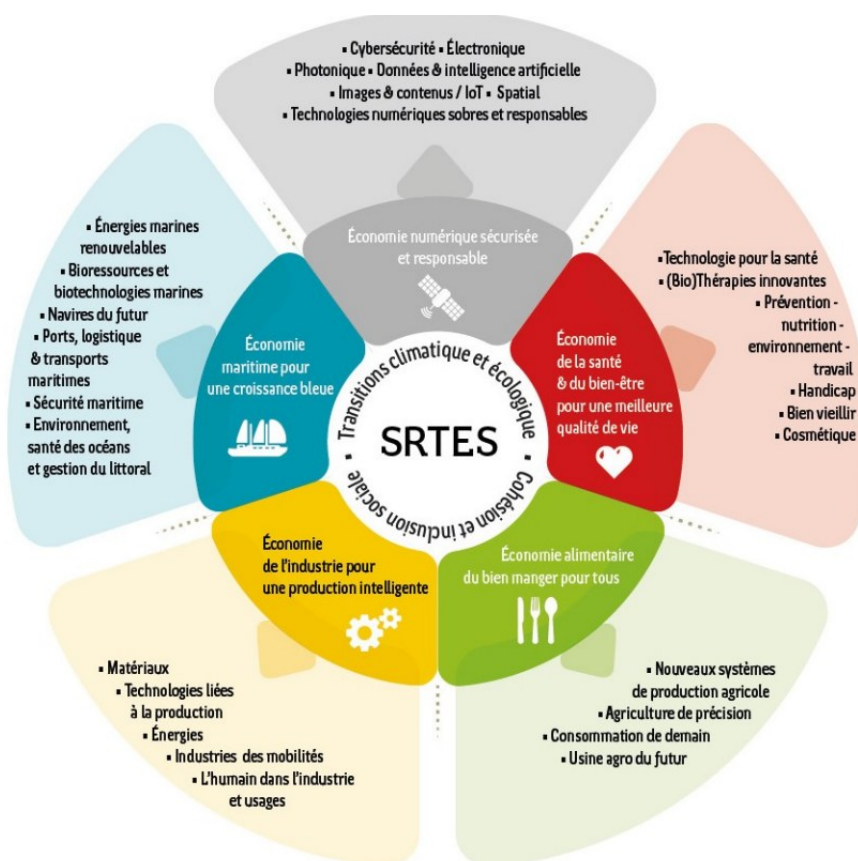 ▪ Cybersécurité ▪ Électronique
▪ Photonique ▪ Données & intelligence artificielle
▪ Images & contenus / IoT ▪ Spatial
▪ Technologies numériques sobres et responsables
Économie numérique sécurisée
et responsable
▪ Énergies marines
renouvelables
▪ Bioressources et
biotechnologies marines
▪ Navires du futur
▪ Ports, logistique
& transports
maritimes
▪ Sécurité maritime
▪ Environnement,
santé des océans
et gestion du littoral
Économie
maritime pour
une croissance bleue
▪ Transitions climatique et écologique
▪ Cohésion et inclusion sociale
SRTES
Économie
de la santé
& du bien-être
pour une meilleure
qualité de vie
▪ Technologie pour la santé
▪ (Bio)Thérapies innovantes
▪ Prévention -
nutrition -
environnement -
travail
▪ Handicap
▪ Bien vieillir
▪ Cosmétique
Économie
de l'industrie pour
une production intelligente
▪ Matériaux
▪ Technologies liées
à la production
▪ Énergies
▪ Industries des mobilités
▪ L'humain dans l'industrie
et usages
Économie alimentaire
du bien manger pour tous
▪ Nouveaux systèmes
de production agricole
▪ Agriculture de précision
▪ Consommation de demain
▪ Usine agro du futur